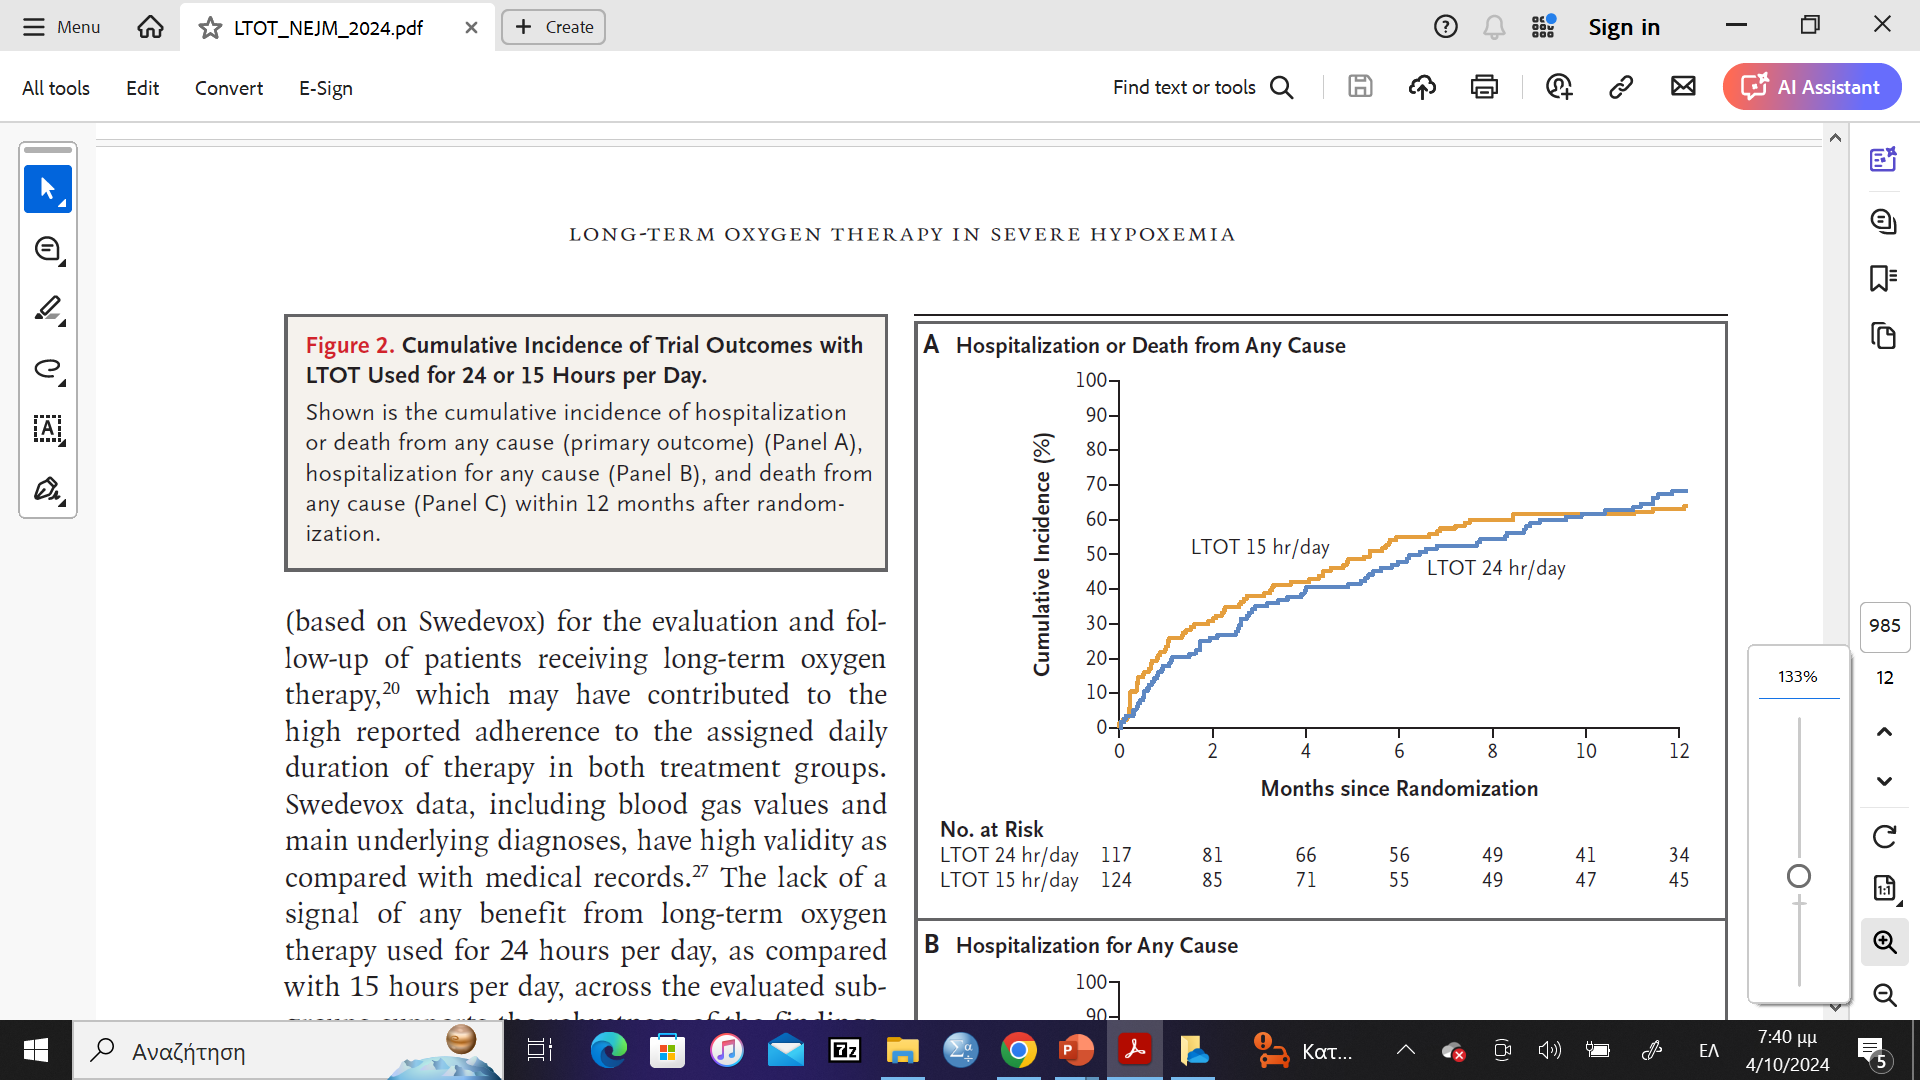 Menu
LTOT_NEJM_2024.pdf
Create
Sign in
All tools
Edit
Convert
E-Sign
Find text or tools
AI Assistant
LONG-TERM OXYGEN THERAPY IN SEVERE HYPOXEMIA
Figure 2. Cumulative Incidence of Trial Outcomes with
LTOT Used for 24 or 15 Hours per Day.
Shown is the cumulative incidence of hospitalization
or death from any cause (primary outcome) (Panel A),
hospitalization for any cause (Panel B), and death from
any cause (Panel C) within 12 months after random-
ization.
(based on Swedevox) for the evaluation and fol-
low-up of patients receiving long-term oxygen
therapy,20 which may have contributed to the
high reported adherence to the assigned daily
duration of therapy in both treatment groups.
Swedevox data, including blood gas values and
main underlying diagnoses, have high validity as
compared with medical records.27 The lack of a
signal of any benefit from long-term oxygen
therapy used for 24 hours per day, as compared
with 15 hours per day, across the evaluated sub-
groups supports the robustness of the findings.
A Hospitalization or Death from Any Cause
Cumulative Incidence (%)
100
90
80
70
60
50
40
30
20
10
0
LTOT 15 hr/day
LTOT 24 hr/day
0 2 4 6 8 10 12
Months since Randomization
No. at Risk
LTOT 24 hr/day 117 81 66 56 49 41 34
LTOT 15 hr/day 124 85 71 55 49 47 45
B Hospitalization for Any Cause
100
90
133%
985
12
1:1
Αναζήτηση
7z
Κατ...
ΕΛ
7:40 μμ
4/10/2024
5